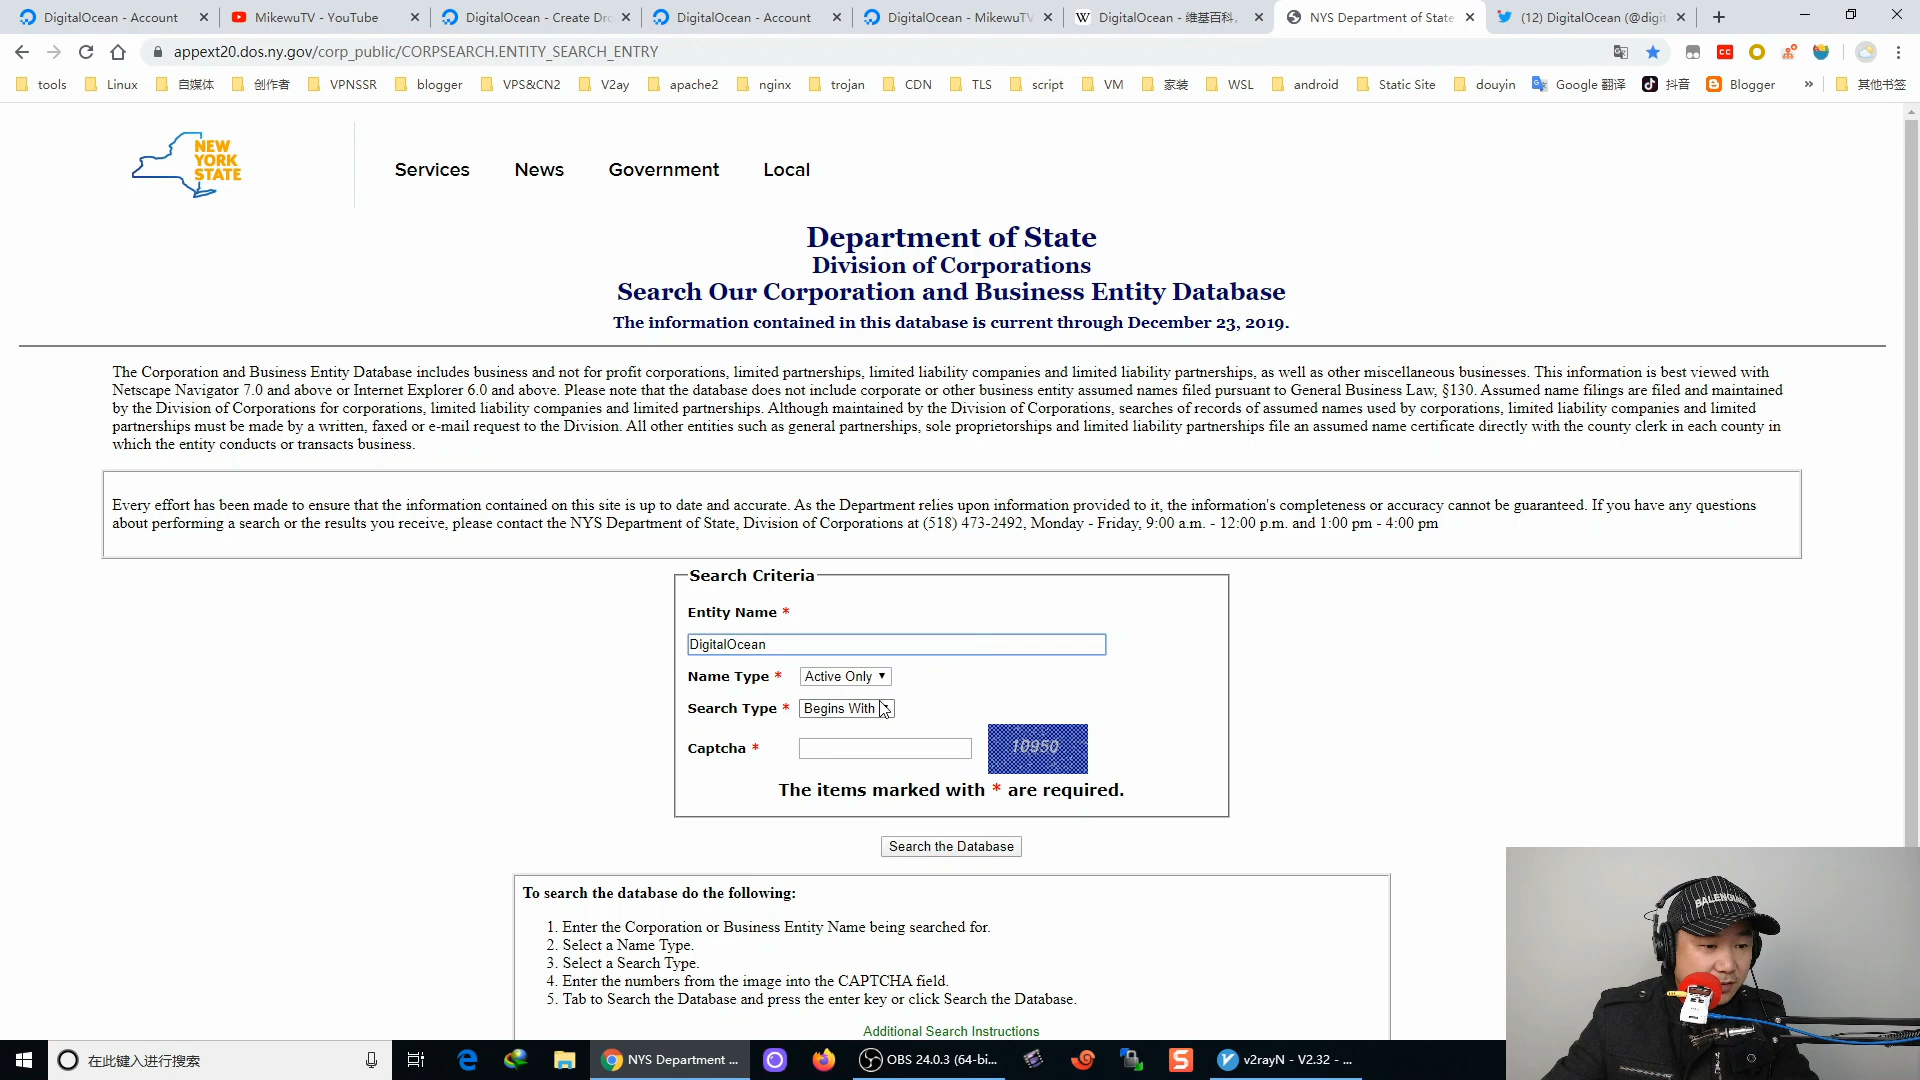 DigitalOcean - Account
MikewuTV - YouTube
DigitalOcean - Create Dro
DigitalOcean - Account
DigitalOcean - MikewuTV
DigitalOcean - 维基百科,
NYS Department of State
(12) DigitalOcean (@digit
appext20.dos.ny.gov/corp_public/CORPSEARCH.ENTITY_SEARCH_ENTRY
tools
Linux
自媒体
创作者
VPNSSR
blogger
VPS&CN2
V2ay
apache2
nginx
trojan
CDN
TLS
script
VM
家装
WSL
android
Static Site
douyin
Google 翻译
抖音
Blogger
»
其他书签
NEW
YORK
STATE
Services
News
Government
Local
Department of State
Division of Corporations
Search Our Corporation and Business Entity Database
The information contained in this database is current through December 23, 2019.
The Corporation and Business Entity Database includes business and not for profit corporations, limited partnerships, limited liability companies and limited liability partnerships, as well as other miscellaneous businesses. This information is best viewed with
Netscape Navigator 7.0 and above or Internet Explorer 6.0 and above. Please note that the database does not include corporate or other business entity assumed names filed pursuant to General Business Law, §130. Assumed name filings are filed and maintained
by the Division of Corporations for corporations, limited liability companies and limited partnerships. Although maintained by the Division of Corporations, searches of records of assumed names used by corporations, limited liability companies and limited
partnerships must be made by a written, faxed or e-mail request to the Division. All other entities such as general partnerships, sole proprietorships and limited liability partnerships file an assumed name certificate directly with the county clerk in each county in
which the entity conducts or transacts business.
Every effort has been made to ensure that the information contained on this site is up to date and accurate. As the Department relies upon information provided to it, the information's completeness or accuracy cannot be guaranteed. If you have any questions
about performing a search or the results you receive, please contact the NYS Department of State, Division of Corporations at (518) 473-2492, Monday - Friday, 9:00 a.m. - 12:00 p.m. and 1:00 pm - 4:00 pm
Search Criteria
Entity Name *
DigitalOcean
Name Type * Active Only
Search Type * Begins With
Captcha * 10950
The items marked with * are required.
Search the Database
To search the database do the following:
1. Enter the Corporation or Business Entity Name being searched for.
2. Select a Name Type.
3. Select a Search Type.
4. Enter the numbers from the image into the CAPTCHA field.
5. Tab to Search the Database and press the enter key or click Search the Database.
Additional Search Instructions
在此键入进行搜索
NYS Department ...
OBS 24.0.3 (64-bi...
v2rayN - V2.32 - ...